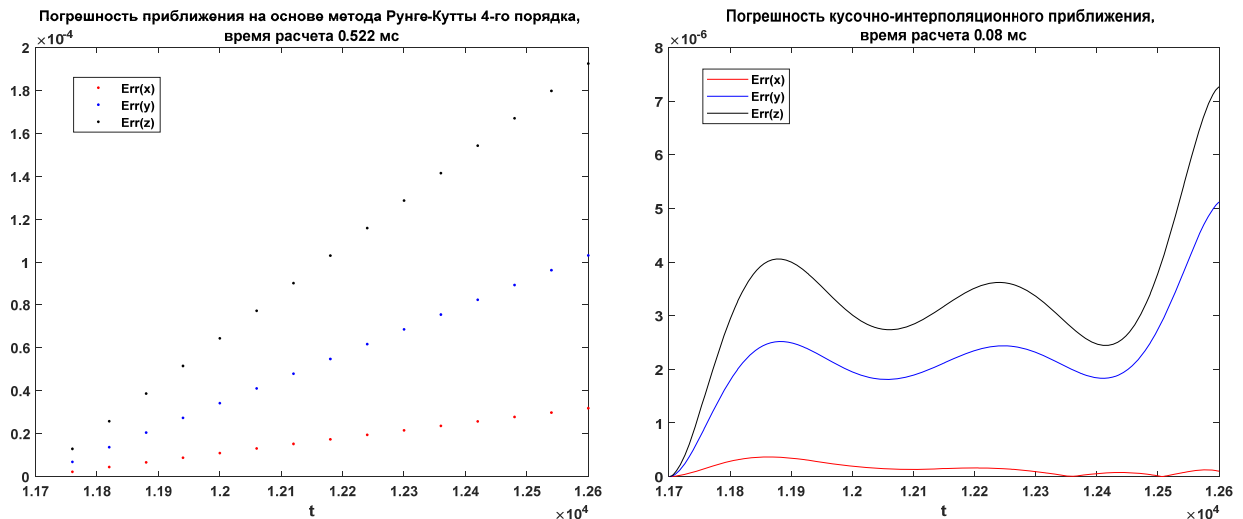 Погрешность приближения на основе метода Рунге-Кутты 4-го порядка,
время расчета 0.522 мс
×10⁻⁴
2
1.8
1.6
1.4
1.2
1
0.8
0.6
0.4
0.2
0
Err(x)
Err(y)
Err(z)
1.17 1.18 1.19 1.2 1.21 1.22 1.23 1.24 1.25 1.26
t
×10⁴
Погрешность кусочно-интерполяционного приближения,
время расчета 0.08 мс
×10⁻⁶
8
7
6
5
4
3
2
1
0
Err(x)
Err(y)
Err(z)
1.17 1.18 1.19 1.2 1.21 1.22 1.23 1.24 1.25 1.26
t
×10⁴